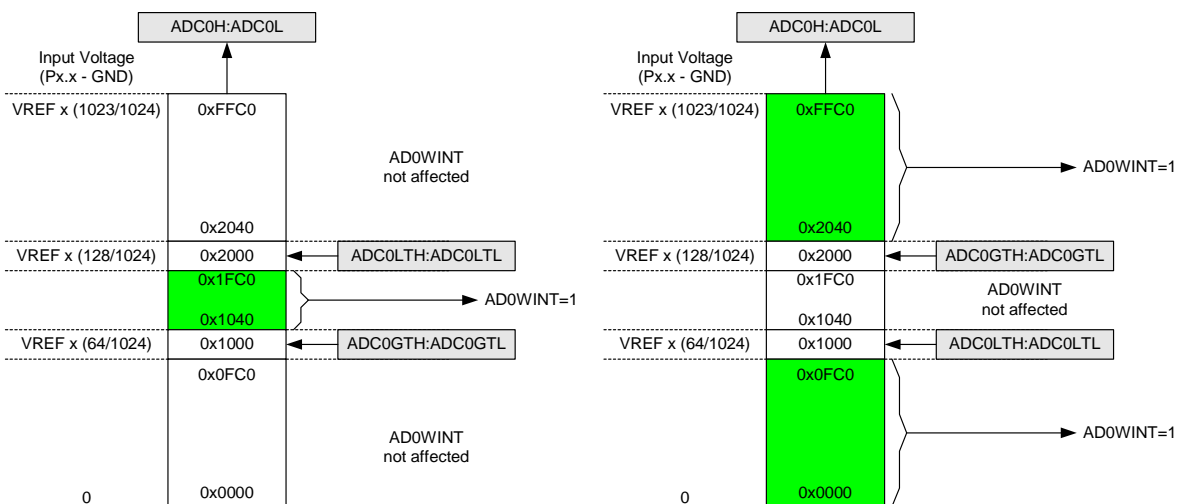 ADC0H:ADC0L
Input Voltage
(Px.x - GND)
VREF x (1023/1024)
0xFFC0
AD0WINT
not affected
0x2040
VREF x (128/1024)
0x2000
ADC0LTH:ADC0LTL
0x1FC0
AD0WINT=1
0x1040
VREF x (64/1024)
0x1000
ADC0GTH:ADC0GTL
0x0FC0
AD0WINT
not affected
0
0x0000
ADC0H:ADC0L
Input Voltage
(Px.x - GND)
VREF x (1023/1024)
0xFFC0
AD0WINT=1
0x2040
VREF x (128/1024)
0x2000
ADC0GTH:ADC0GTL
0x1FC0
AD0WINT
not affected
0x1040
VREF x (64/1024)
0x1000
ADC0LTH:ADC0LTL
0x0FC0
AD0WINT=1
0
0x0000